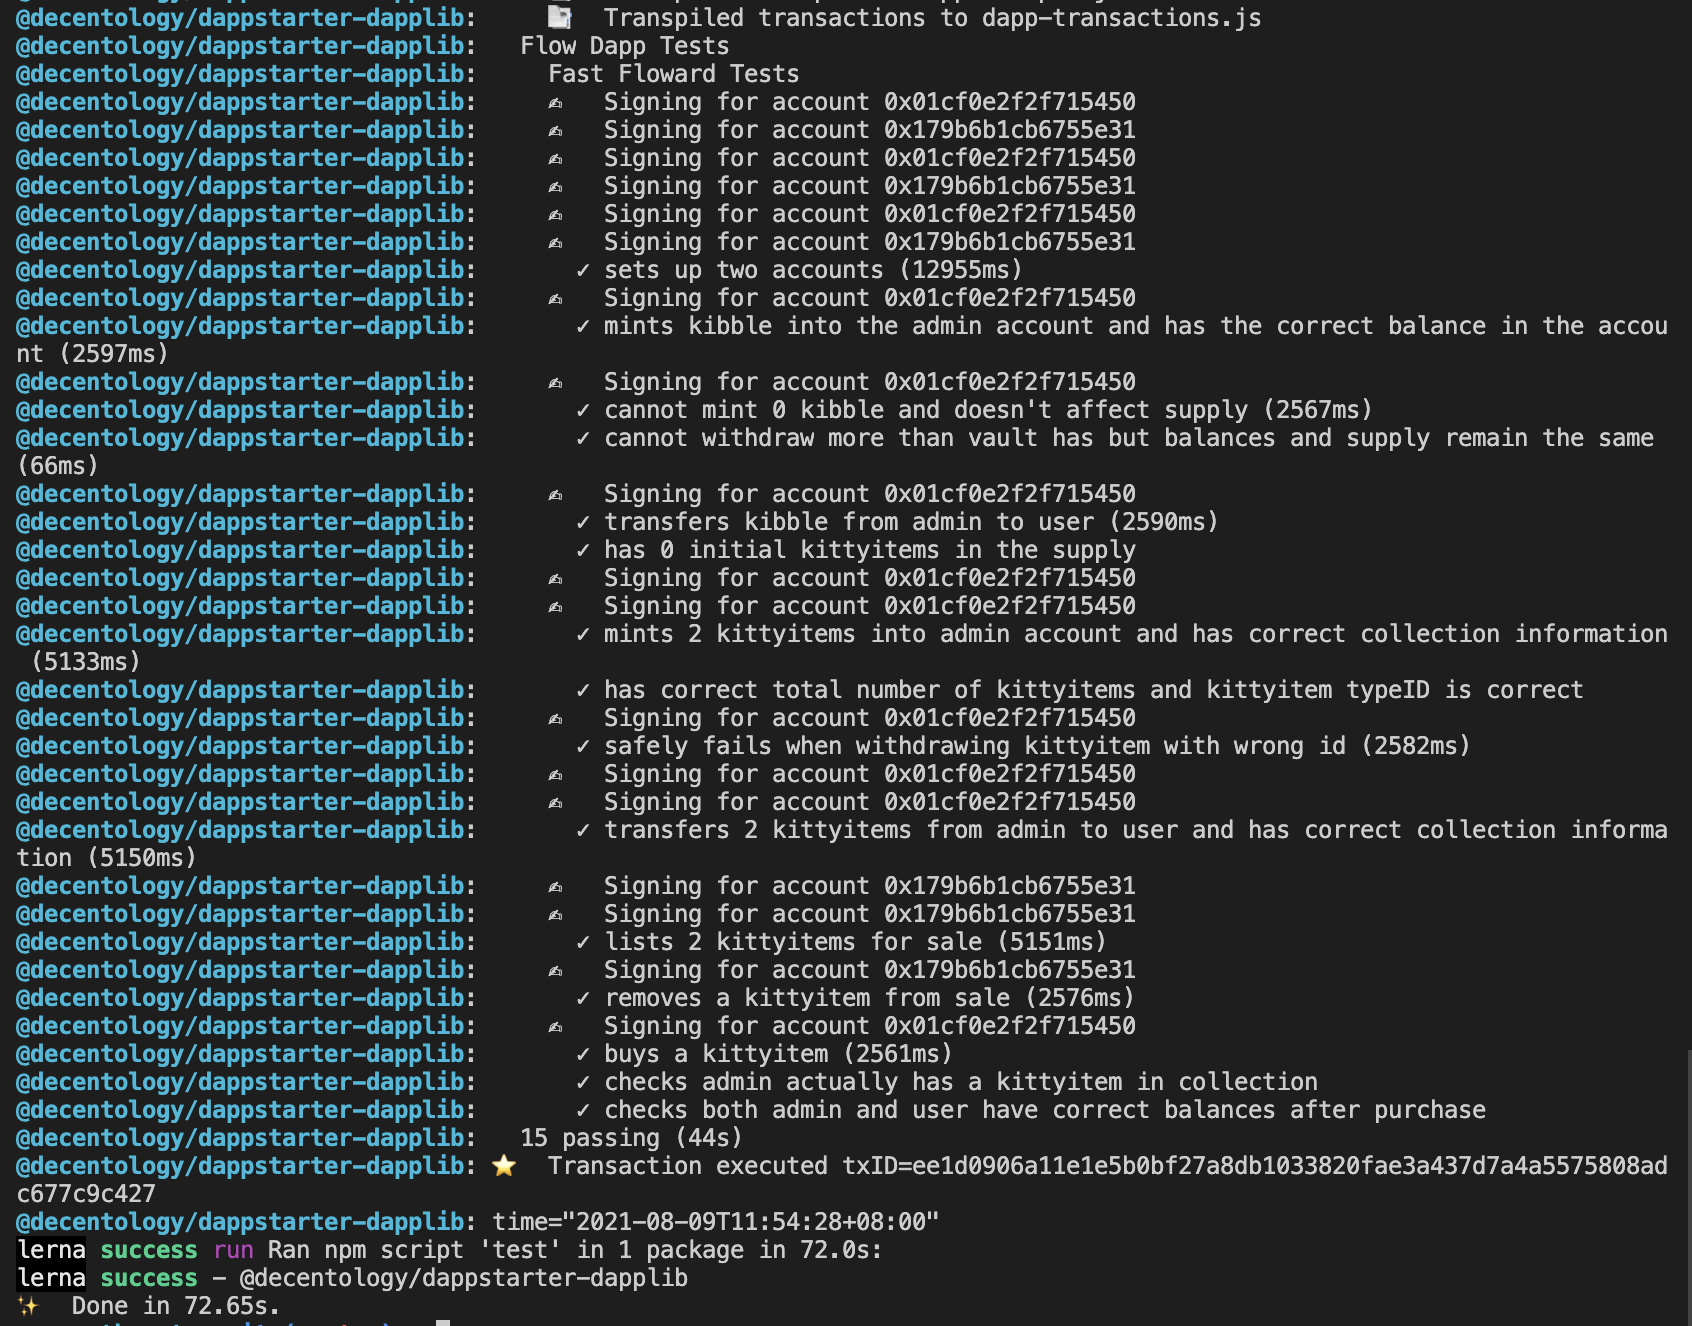 @decentology/dappstarter-dapplib: Transpiled transactions to dapp-transactions.js
@decentology/dappstarter-dapplib: Flow Dapp Tests
@decentology/dappstarter-dapplib: Fast Floward Tests
@decentology/dappstarter-dapplib: ✍ Signing for account 0x01cf0e2f2f715450
@decentology/dappstarter-dapplib: ✍ Signing for account 0x179b6b1cb6755e31
@decentology/dappstarter-dapplib: ✍ Signing for account 0x01cf0e2f2f715450
@decentology/dappstarter-dapplib: ✍ Signing for account 0x179b6b1cb6755e31
@decentology/dappstarter-dapplib: ✍ Signing for account 0x01cf0e2f2f715450
@decentology/dappstarter-dapplib: ✍ Signing for account 0x179b6b1cb6755e31
@decentology/dappstarter-dapplib: ✓ sets up two accounts (12955ms)
@decentology/dappstarter-dapplib: ✍ Signing for account 0x01cf0e2f2f715450
@decentology/dappstarter-dapplib: ✓ mints kibble into the admin account and has the correct balance in the accou
nt (2597ms)
@decentology/dappstarter-dapplib: ✍ Signing for account 0x01cf0e2f2f715450
@decentology/dappstarter-dapplib: ✓ cannot mint 0 kibble and doesn't affect supply (2567ms)
@decentology/dappstarter-dapplib: ✓ cannot withdraw more than vault has but balances and supply remain the same
(66ms)
@decentology/dappstarter-dapplib: ✍ Signing for account 0x01cf0e2f2f715450
@decentology/dappstarter-dapplib: ✓ transfers kibble from admin to user (2590ms)
@decentology/dappstarter-dapplib: ✓ has 0 initial kittyitems in the supply
@decentology/dappstarter-dapplib: ✍ Signing for account 0x01cf0e2f2f715450
@decentology/dappstarter-dapplib: ✍ Signing for account 0x01cf0e2f2f715450
@decentology/dappstarter-dapplib: ✓ mints 2 kittyitems into admin account and has correct collection information
(5133ms)
@decentology/dappstarter-dapplib: ✓ has correct total number of kittyitems and kittyitem typeID is correct
@decentology/dappstarter-dapplib: ✍ Signing for account 0x01cf0e2f2f715450
@decentology/dappstarter-dapplib: ✓ safely fails when withdrawing kittyitem with wrong id (2582ms)
@decentology/dappstarter-dapplib: ✍ Signing for account 0x01cf0e2f2f715450
@decentology/dappstarter-dapplib: ✍ Signing for account 0x01cf0e2f2f715450
@decentology/dappstarter-dapplib: ✓ transfers 2 kittyitems from admin to user and has correct collection informa
tion (5150ms)
@decentology/dappstarter-dapplib: ✍ Signing for account 0x179b6b1cb6755e31
@decentology/dappstarter-dapplib: ✍ Signing for account 0x179b6b1cb6755e31
@decentology/dappstarter-dapplib: ✓ lists 2 kittyitems for sale (5151ms)
@decentology/dappstarter-dapplib: ✍ Signing for account 0x179b6b1cb6755e31
@decentology/dappstarter-dapplib: ✓ removes a kittyitem from sale (2576ms)
@decentology/dappstarter-dapplib: ✍ Signing for account 0x01cf0e2f2f715450
@decentology/dappstarter-dapplib: ✓ buys a kittyitem (2561ms)
@decentology/dappstarter-dapplib: ✓ checks admin actually has a kittyitem in collection
@decentology/dappstarter-dapplib: ✓ checks both admin and user have correct balances after purchase
@decentology/dappstarter-dapplib: 15 passing (44s)
@decentology/dappstarter-dapplib: ⭐ Transaction executed txID=ee1d0906a11e1e5b0bf27a8db1033820fae3a437d7a4a5575808ad
c677c9c427
@decentology/dappstarter-dapplib: time="2021-08-09T11:54:28+08:00"
lerna success run Ran npm script 'test' in 1 package in 72.0s:
lerna success - @decentology/dappstarter-dapplib
✨ Done in 72.65s.